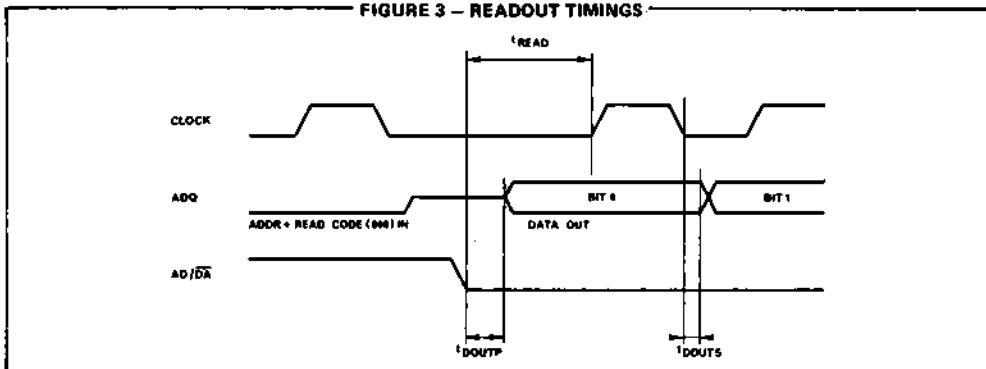 FIGURE 3 – READOUT TIMINGS
tREAD
CLOCK
ADQ
BIT 0
BIT 1
ADDR + READ CODE (000) IN
DATA OUT
AD/DA
tDOUTP
tDOUTS